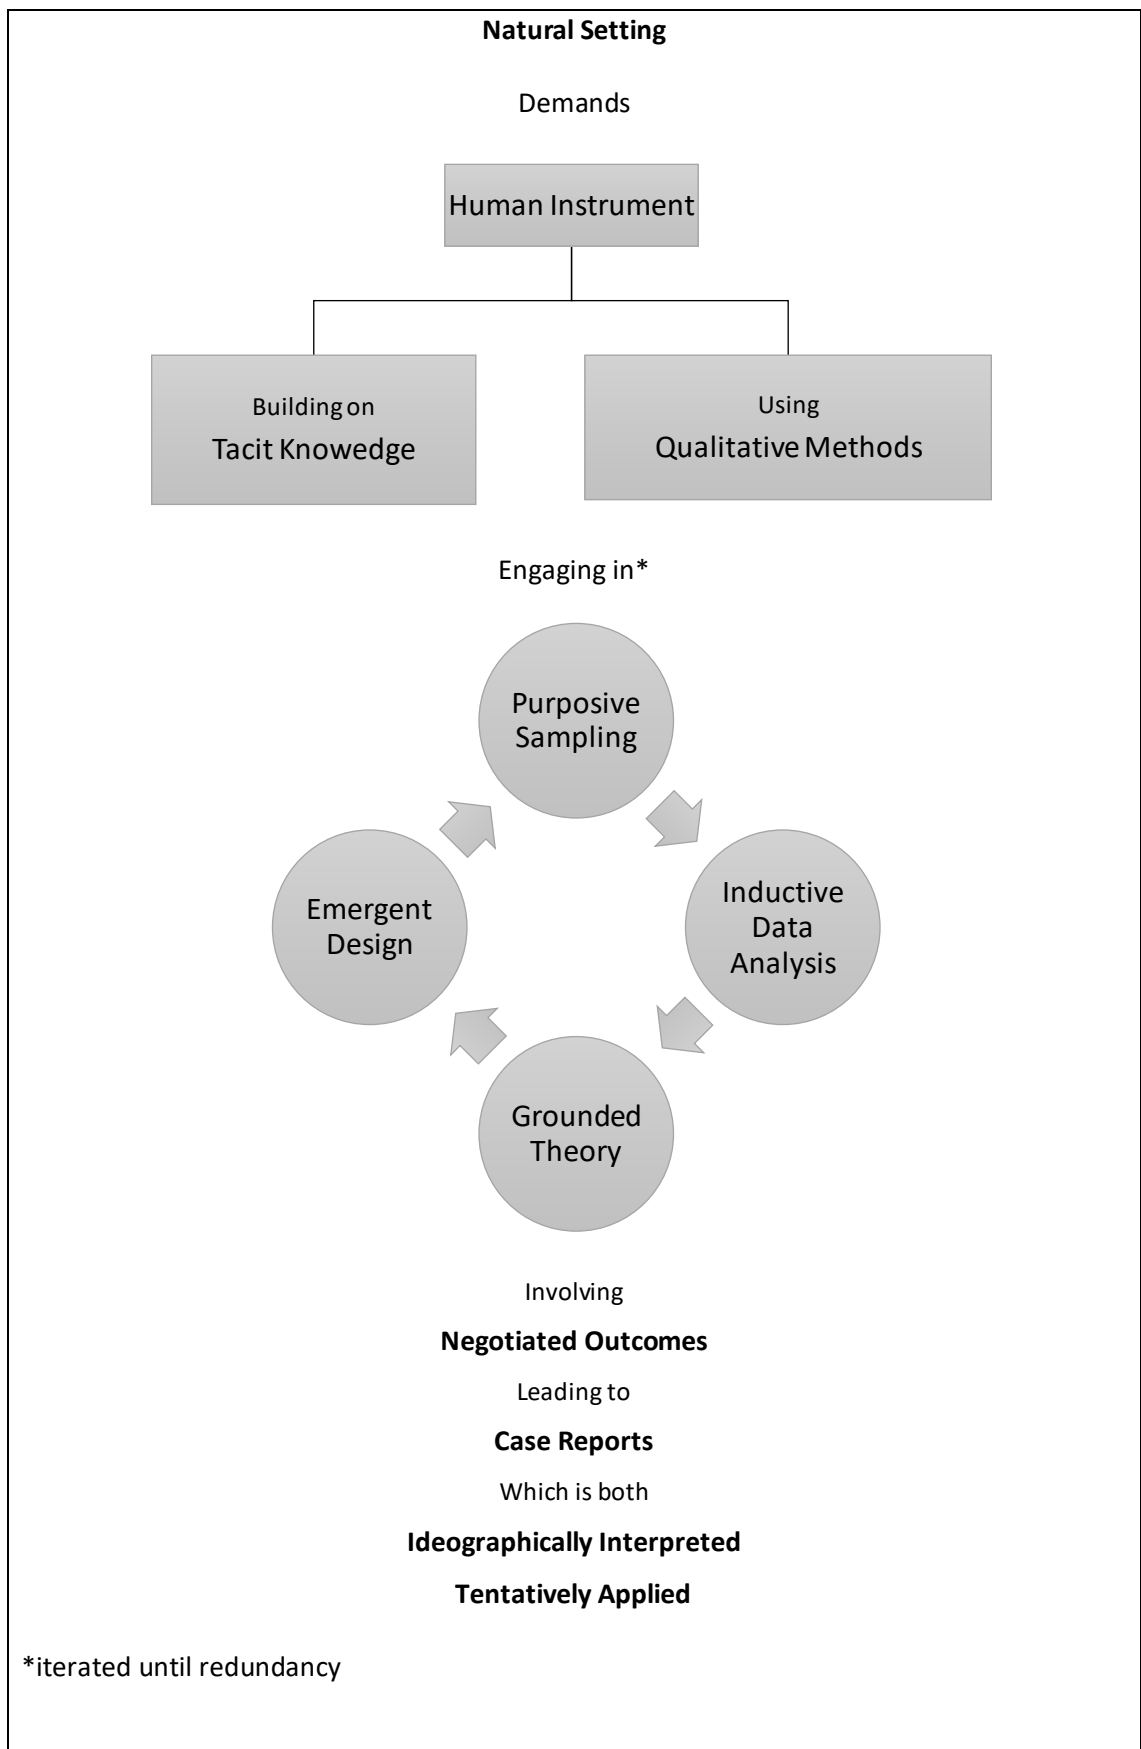 Natural Setting
Demands
Human Instrument
Building on
Tacit Knowedge
Using
Qualitative Methods
Engaging in*
Purposive
Sampling
Inductive
Data
Analysis
Grounded
Theory
Emergent
Design
Involving
Negotiated Outcomes
Leading to
Case Reports
Which is both
Ideographically Interpreted
Tentatively Applied
*iterated until redundancy